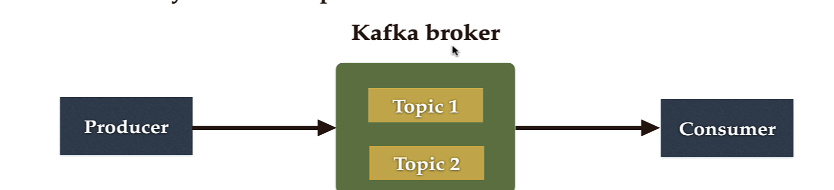 Kafka broker
Topic 1
Producer
Consumer
Topic 2